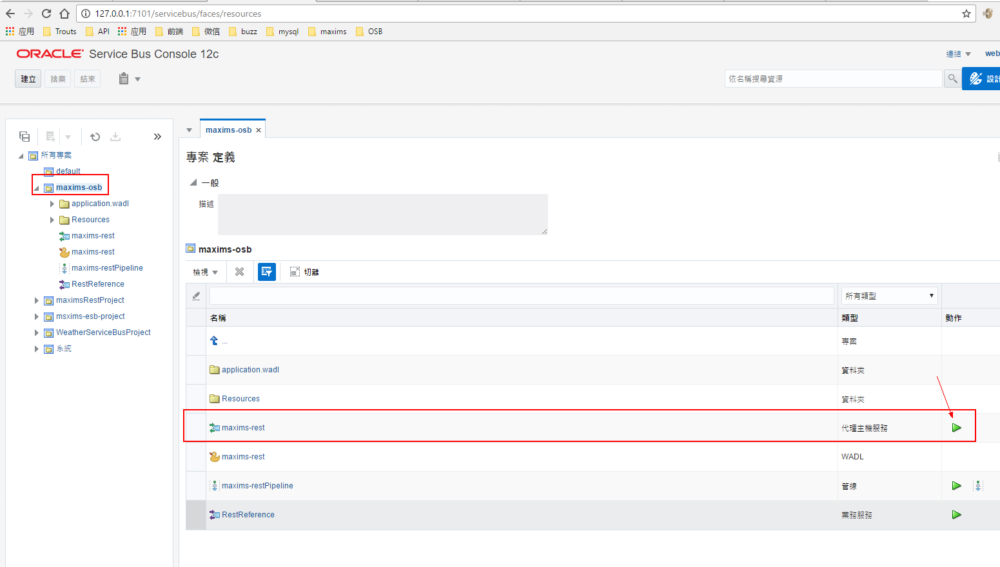 127.0.0.1:7101/servicebus/faces/resources
应用 Trouts API 应用 前端 微信 buzz mysql maxims OSB
ORACLE Service Bus Console 12c
連結 web
建立 捨棄 結束
依名稱搜尋資源
設計
maxims-osb
所有專案
default
maxims-osb
application.wadl
Resources
maxims-rest
maxims-rest
maxims-restPipeline
RestReference
maximsRestProject
msxims-esb-project
WeatherServiceBusProject
系統
專案 定義
一般
描述
maxims-osb
檢視 切離
所有類型
名稱 類型 動作
... 專案
application.wadl 資料夾
Resources 資料夾
maxims-rest 代理主機服務
maxims-rest WADL
maxims-restPipeline 管線
RestReference 業務服務